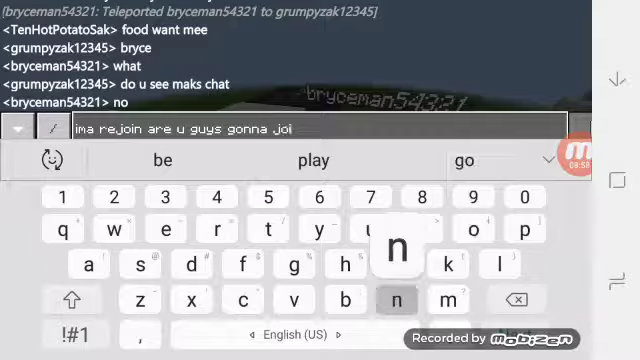 [bryceman54321: Teleported bryceman54321 to grumpyzak12345]
<TenHotPotatoSak> food want mee
<grumpyzak12345> bryce
<bryceman54321> what
<grumpyzak12345> do u see maks chat
<bryceman54321> no
bryceman54321
/ ima rejoin are u guys gonna joi
be play go
08:58
1 2 3 4 5 6 7 8 9 0
q w e r t y u o p
a s d f g h n k l
z x c v b n m
!#1 , English (US)
Recorded by mobizen